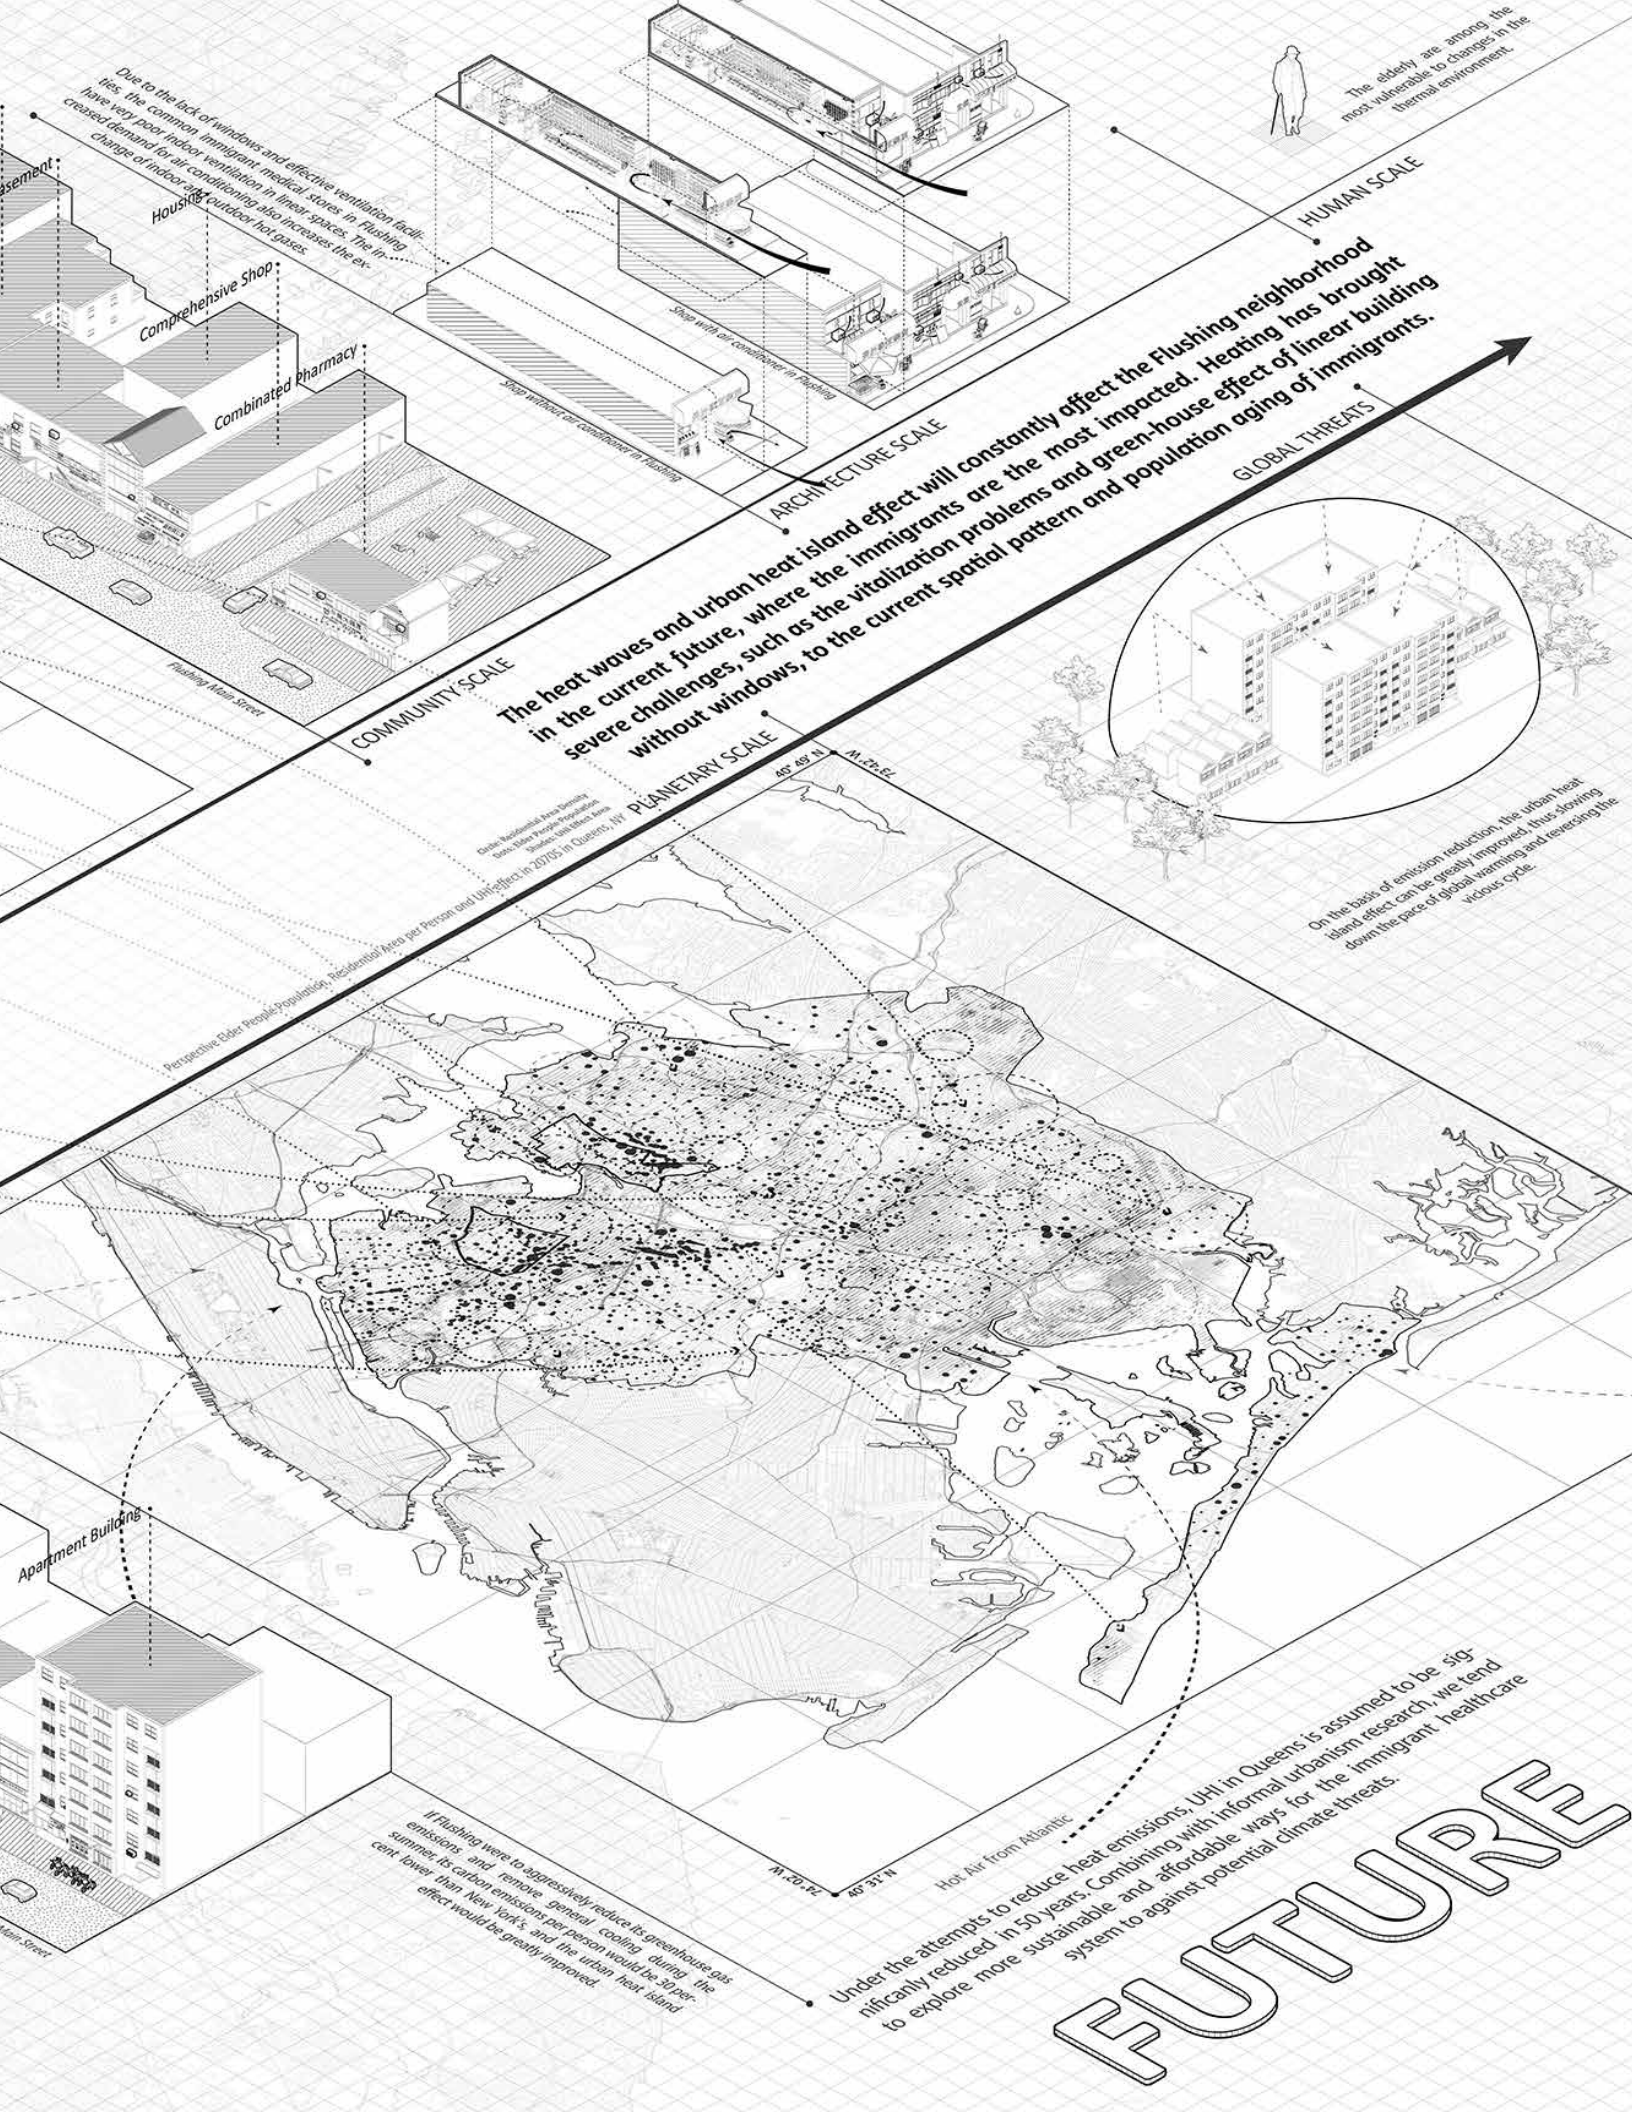 The elderly are among the
most vulnerable to changes in the
thermal environment.
Due to the lack of windows and effective ventilation facili-
ties, the common immigrant medical stores in Flushing
have very poor indoor ventilation in linear spaces. The in-
creased demand for air conditioning also increases the ex-
change of indoor and outdoor hot gases.
asement
Housing
Comprehensive Shop
Combinated Pharmacy
Shop with air conditioner in Flushing
Shop without air conditioner in Flushing
Flushing Main Street
HUMAN SCALE
ARCHITECTURE SCALE
COMMUNITY SCALE
The heat waves and urban heat island effect will constantly affect the Flushing neighborhood
in the current future, where the immigrants are the most impacted. Heating has brought
severe challenges, such as the vitalization problems and green-house effect of linear building
without windows, to the current spatial pattern and population aging of immigrants.
GLOBAL THREATS
PLANETARY SCALE
40° 49' N
73°42' W
Circle: Residential Area Density
Dots: Elder People Population
Shades: UHI Effect Area
Perspective Elder People Population, Residential Area per Person and UHI effect in 2070S in Queens, NY
On the basis of emission reduction, the urban heat
island effect can be greatly improved, thus slowing
down the pace of global warming and reversing the
vicious cycle.
Apartment Building
Main Street
If Flushing were to aggressively reduce its greenhouse gas
emissions and remove general cooling during the
summer, its carbon emissions per person would be 30 per-
cent lower than New York's, and the urban heat island
effect would be greatly improved.
74° 02' W
40° 31' N
Hot Air from Atlantic
Under the attempts to reduce heat emissions, UHI in Queens is assumed to be sig-
nificanly reduced in 50 years. Combining with informal urbanism research, we tend
to explore more sustainable and affordable ways for the immigrant healthcare
system to against potential climate threats.
FUTURE